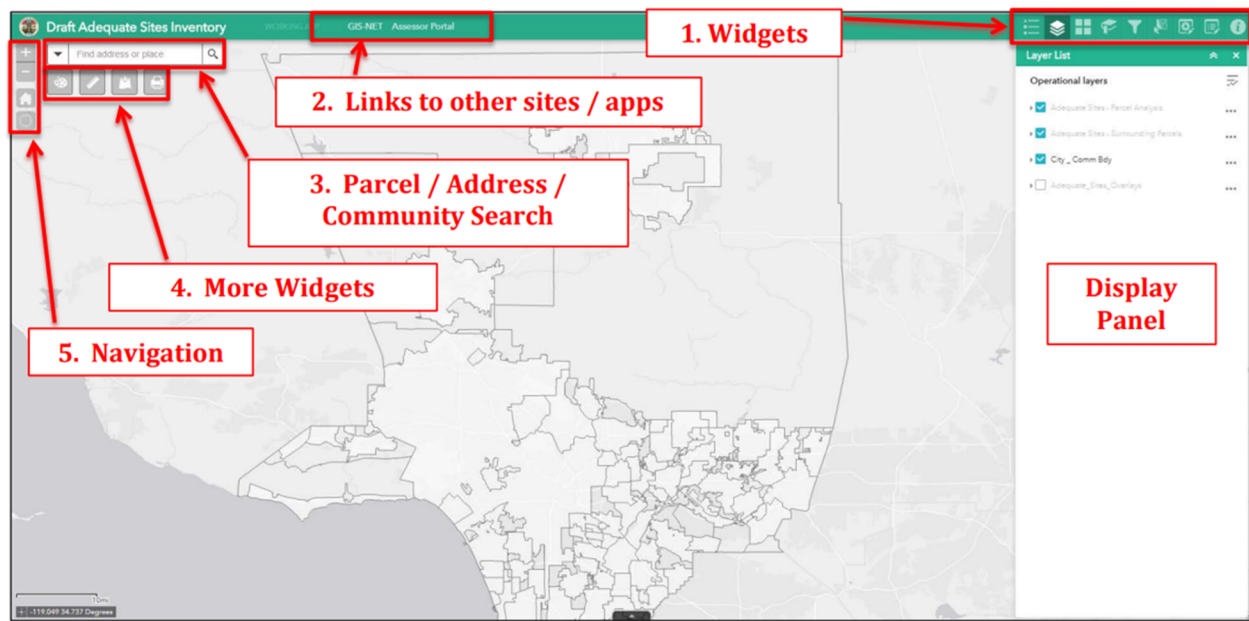 Draft Adequate Sites Inventory
GIS-NET Assessor Portal
1. Widgets
Find address or place
2. Links to other sites / apps
3. Parcel / Address /
Community Search
4. More Widgets
5. Navigation
Layer List
Operational layers
Adequate Sites - Parcel Analysis
Adequate Sites - Surrounding Parcels
City _ Comm Bdy
Adequate_Sites_Overlays
Display
Panel
10mi
-119.049 34.737 Degrees